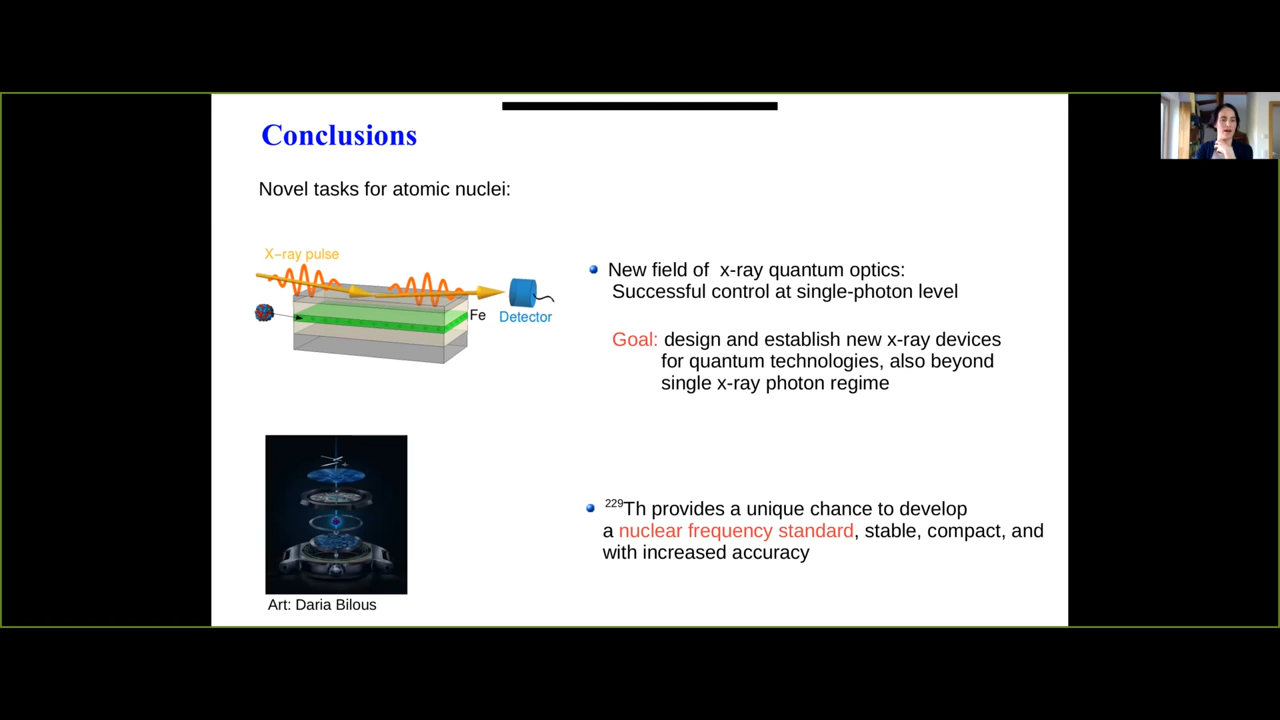 Conclusions
Novel tasks for atomic nuclei:
X-ray pulse
Fe
Detector
New field of x-ray quantum optics:
Successful control at single-photon level
Goal: design and establish new x-ray devices
for quantum technologies, also beyond
single x-ray photon regime
Art: Daria Bilous
229Th provides a unique chance to develop
a nuclear frequency standard, stable, compact, and
with increased accuracy